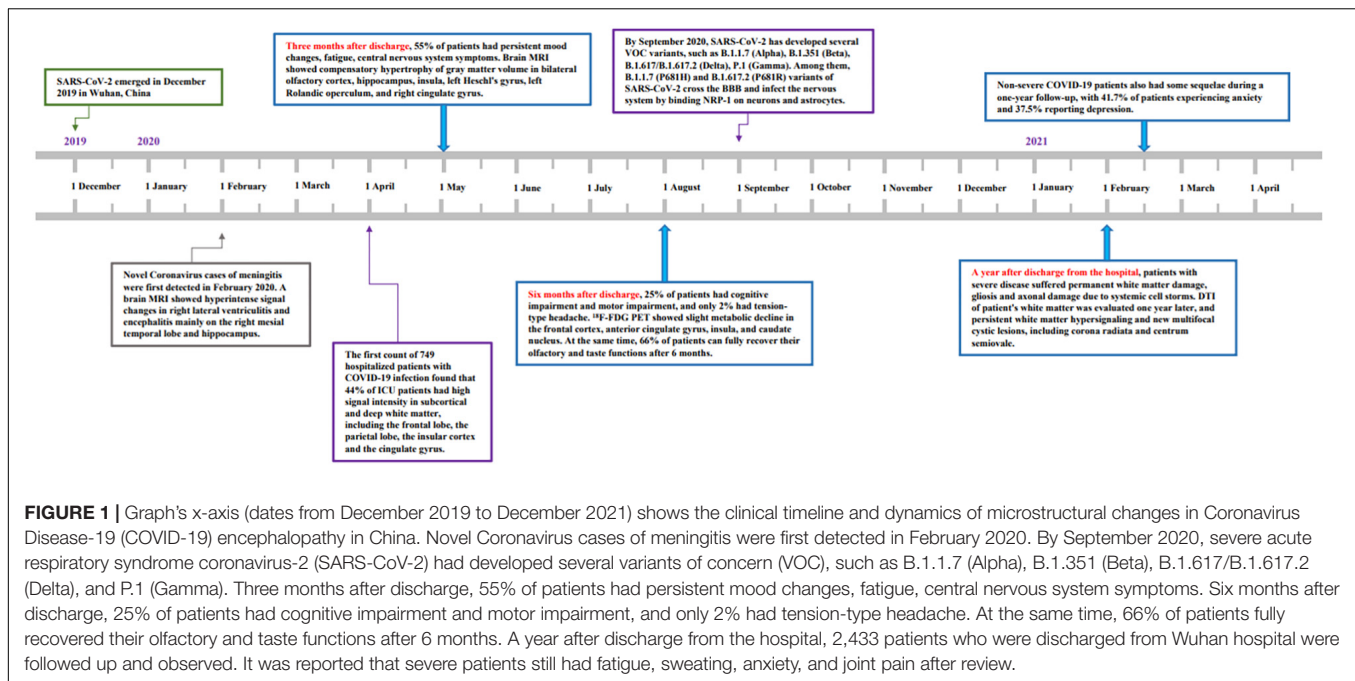 SARS-CoV-2 emerged in December
2019 in Wuhan, China
Three months after discharge, 55% of patients had persistent mood
changes, fatigue, central nervous system symptoms. Brain MRI
showed compensatory hypertrophy of gray matter volume in bilateral
olfactory cortex, hippocampus, insula, left Heschl's gyrus, left
Rolandic operculum, and right cingulate gyrus.
By September 2020, SARS-CoV-2 has developed several
VOC variants, such as B.1.1.7 (Alpha), B.1.351 (Beta),
B.1.617/B.1.617.2 (Delta), P.1 (Gamma). Among them,
B.1.1.7 (P681H) and B.1.617.2 (P681R) variants of
SARS-CoV-2 cross the BBB and infect the nervous
system by binding NRP-1 on neurons and astrocytes.
Non-severe COVID-19 patients also had some sequelae during a
one-year follow-up, with 41.7% of patients experiencing anxiety
and 37.5% reporting depression.
2019 2020 2021
1 December 1 January 1 February 1 March 1 April 1 May 1 June 1 July 1 August 1 September 1 October 1 November 1 December 1 January 1 February 1 March 1 April
Novel Coronavirus cases of meningitis
were first detected in February 2020. A
brain MRI showed hyperintense signal
changes in right lateral ventriculitis and
encephalitis mainly on the right mesial
temporal lobe and hippocampus.
The first count of 749
hospitalized patients with
COVID-19 infection found that
44% of ICU patients had high
signal intensity in subcortical
and deep white matter,
including the frontal lobe, the
parietal lobe, the insular cortex
and the cingulate gyrus.
Six months after discharge, 25% of patients had cognitive
impairment and motor impairment, and only 2% had tension-
type headache. ¹⁸F-FDG PET showed slight metabolic decline in
the frontal cortex, anterior cingulate gyrus, insula, and caudate
nucleus. At the same time, 66% of patients can fully recover their
olfactory and taste functions after 6 months.
A year after discharge from the hospital, patients with
severe disease suffered permanent white matter damage,
gliosis and axonal damage due to systemic cell storms. DTI
of patient's white matter was evaluated one year later, and
persistent white matter hypersignaling and new multifocal
cystic lesions, including corona radiata and centrum
semiovale.
FIGURE 1 | Graph's x-axis (dates from December 2019 to December 2021) shows the clinical timeline and dynamics of microstructural changes in Coronavirus
Disease-19 (COVID-19) encephalopathy in China. Novel Coronavirus cases of meningitis were first detected in February 2020. By September 2020, severe acute
respiratory syndrome coronavirus-2 (SARS-CoV-2) had developed several variants of concern (VOC), such as B.1.1.7 (Alpha), B.1.351 (Beta), B.1.617/B.1.617.2
(Delta), and P.1 (Gamma). Three months after discharge, 55% of patients had persistent mood changes, fatigue, central nervous system symptoms. Six months after
discharge, 25% of patients had cognitive impairment and motor impairment, and only 2% had tension-type headache. At the same time, 66% of patients fully
recovered their olfactory and taste functions after 6 months. A year after discharge from the hospital, 2,433 patients who were discharged from Wuhan hospital were
followed up and observed. It was reported that severe patients still had fatigue, sweating, anxiety, and joint pain after review.